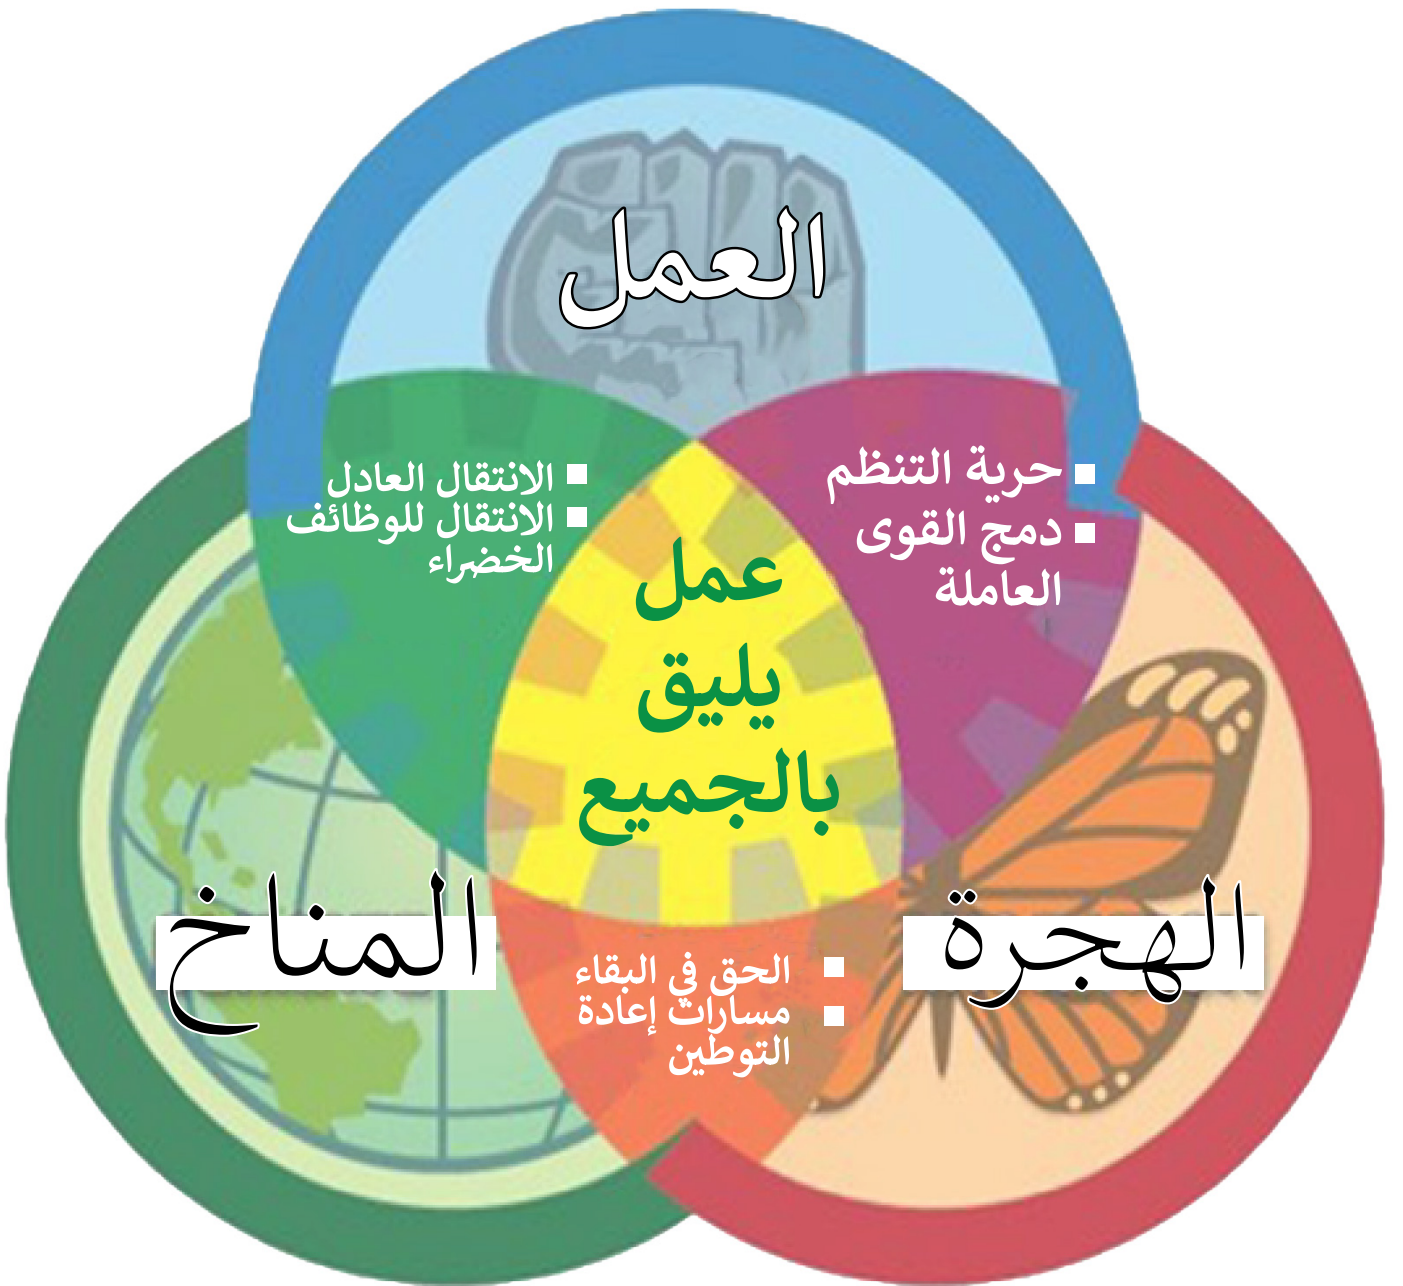 العمل
حرية التنظم
دمج القوى
العاملة
الانتقال العادل
الانتقال للوظائف
الخضراء
عمل
يليق
بالجميع
الهجرة
المناخ
الحق في البقاء
مسارات إعادة
التوطين